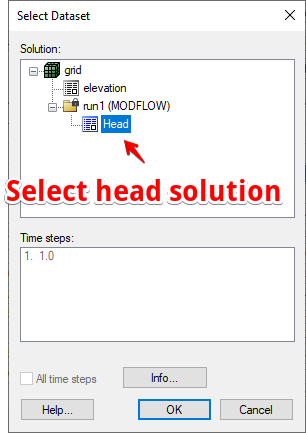 Select Dataset
Solution:
grid
elevation
run1 (MODFLOW)
Head
Select head solution
Time steps:
1. 1.0
All time steps
Info...
Help...
OK
Cancel